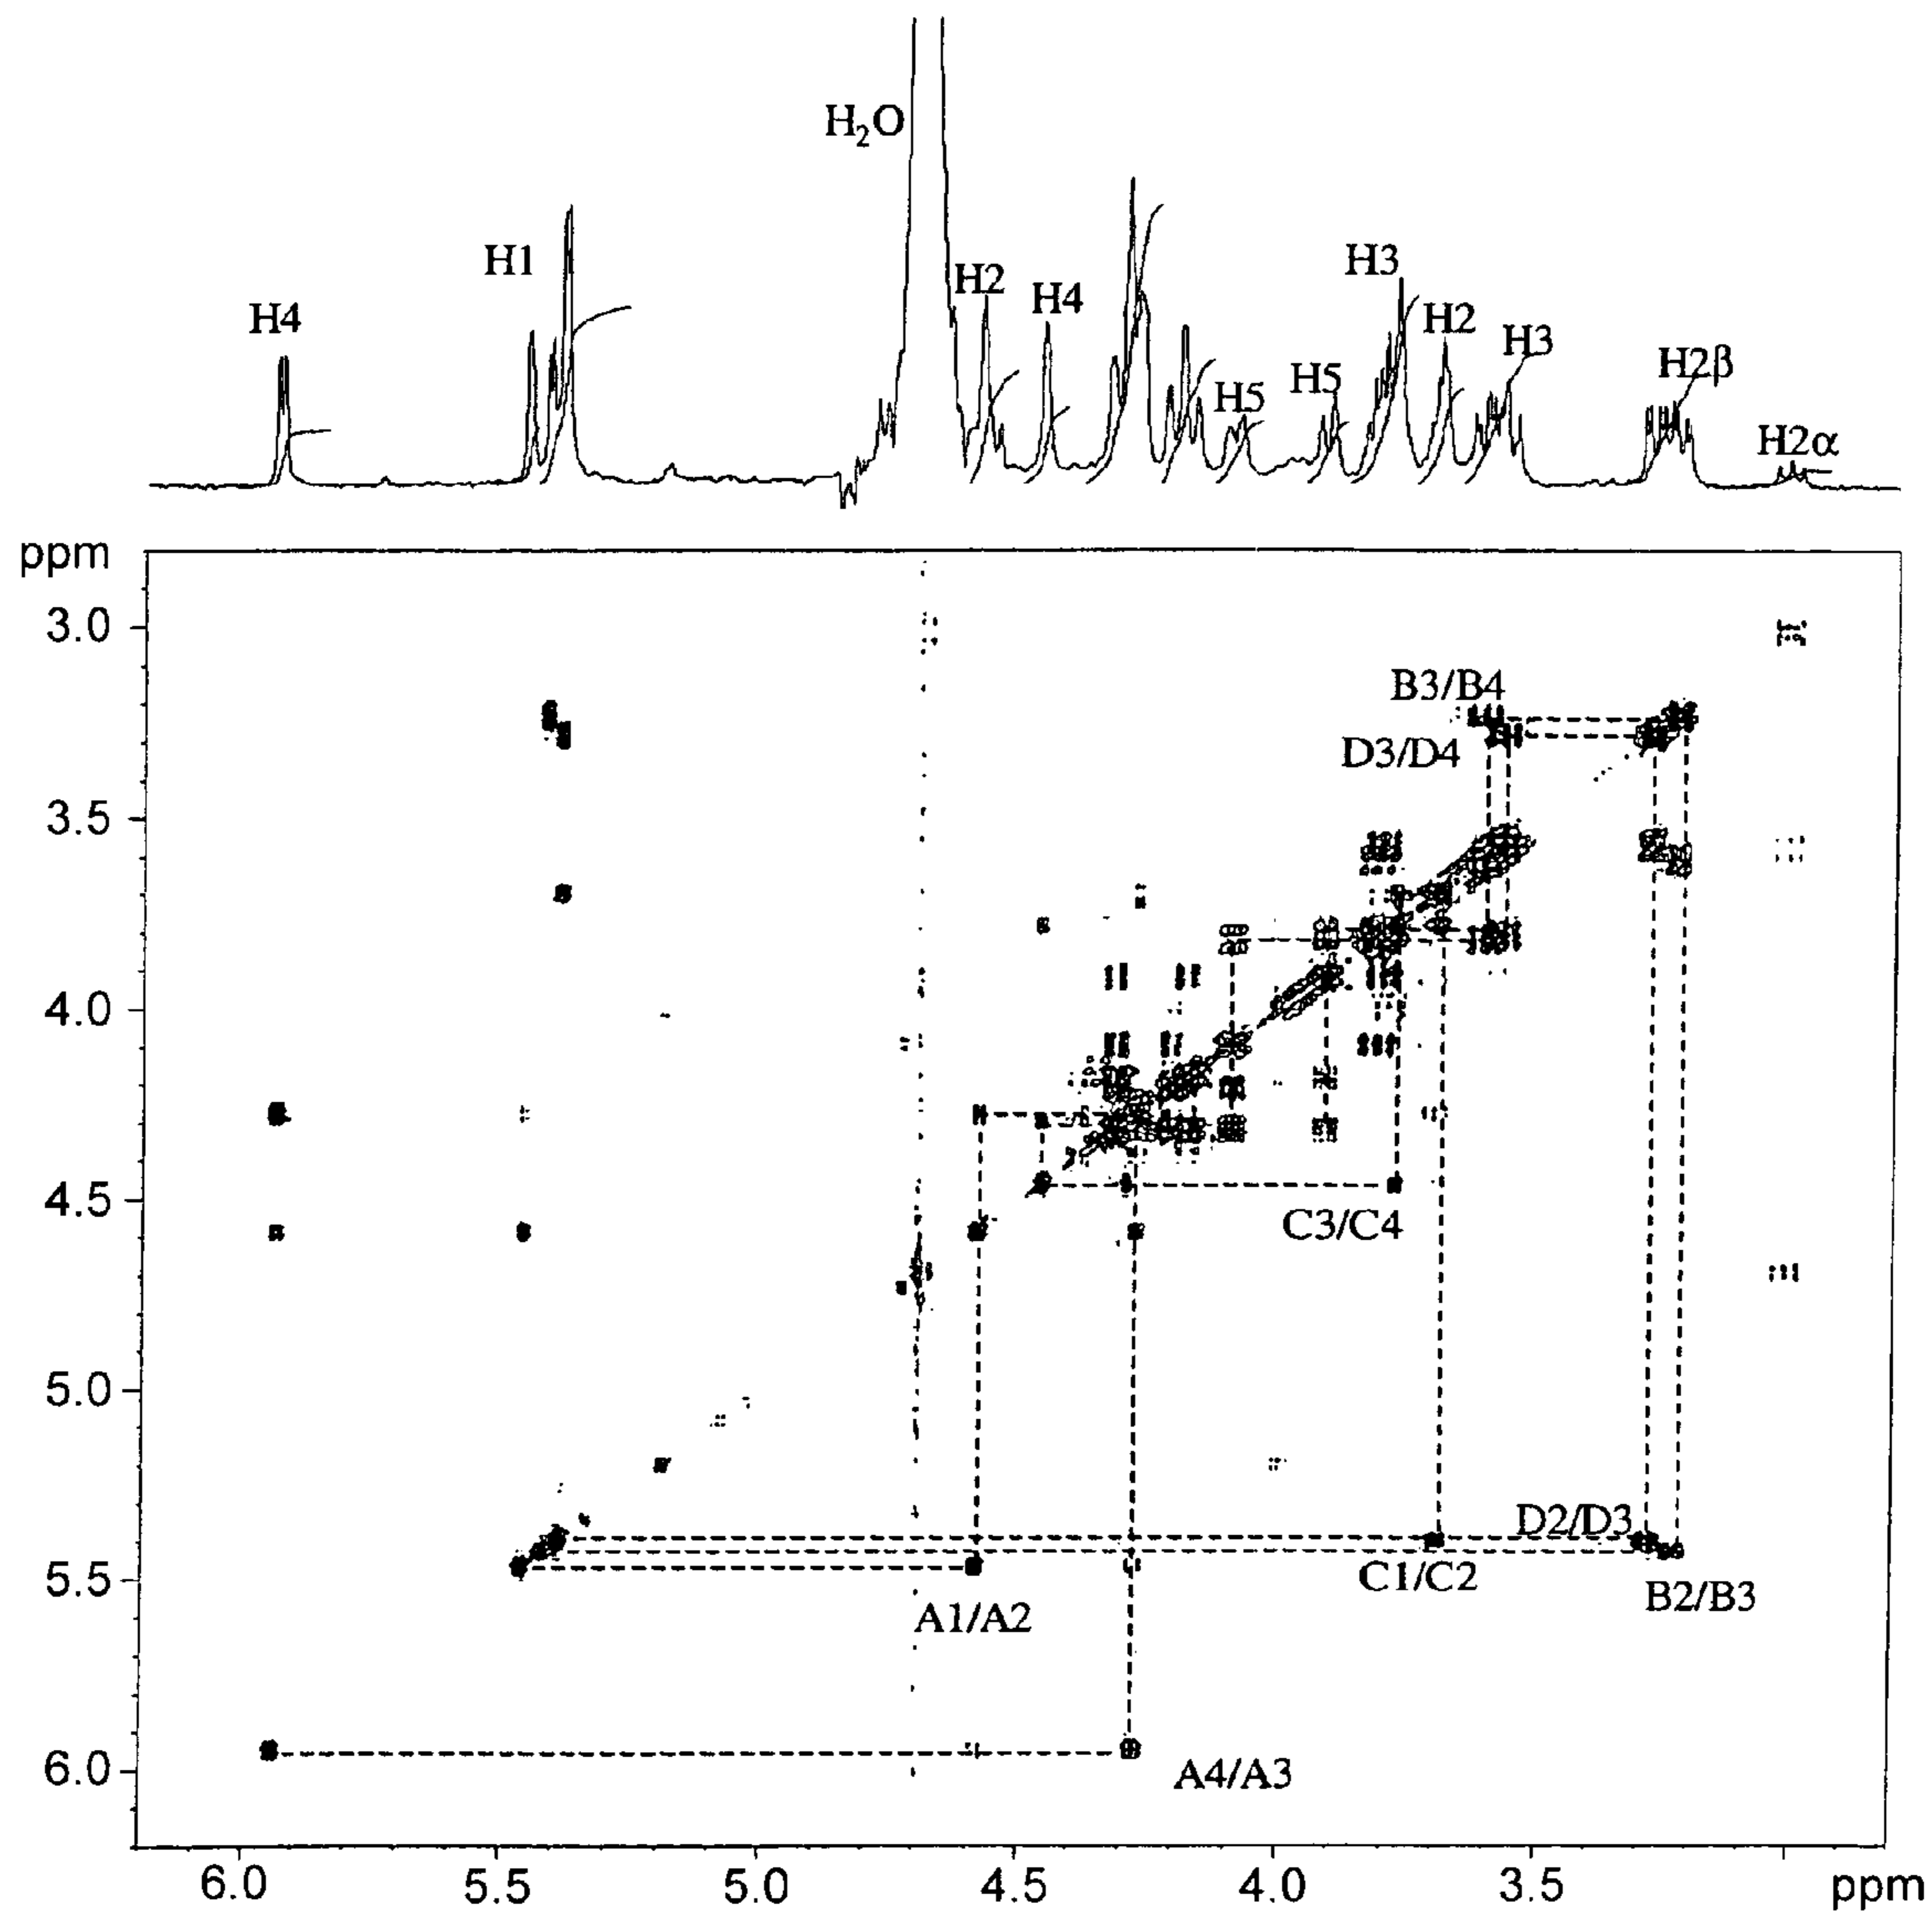 H₂O
H1
H2
H4
H3
H4
H2
H3
H5
H5
H2β
H2α
ppm
3.0
B3/B4
D3/D4
3.5
4.0
4.5
C3/C4
5.0
D2/D3
5.5
C1/C2
B2/B3
A1/A2
6.0
A4/A3
6.0 5.5 5.0 4.5 4.0 3.5 ppm